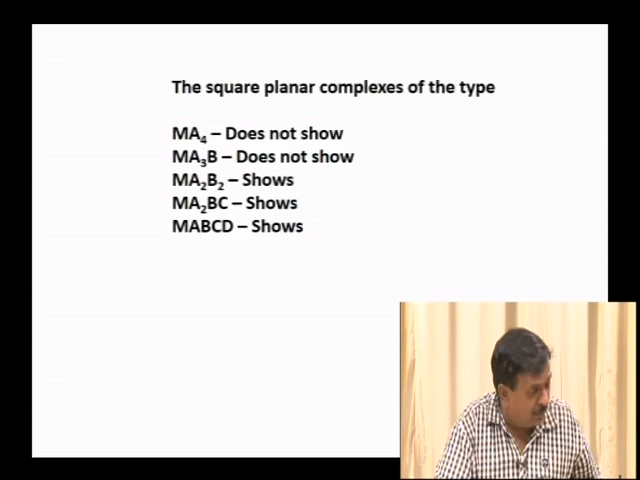 The square planar complexes of the type
MA₄ – Does not show
MA₃B – Does not show
MA₂B₂ – Shows
MA₂BC – Shows
MABCD – Shows